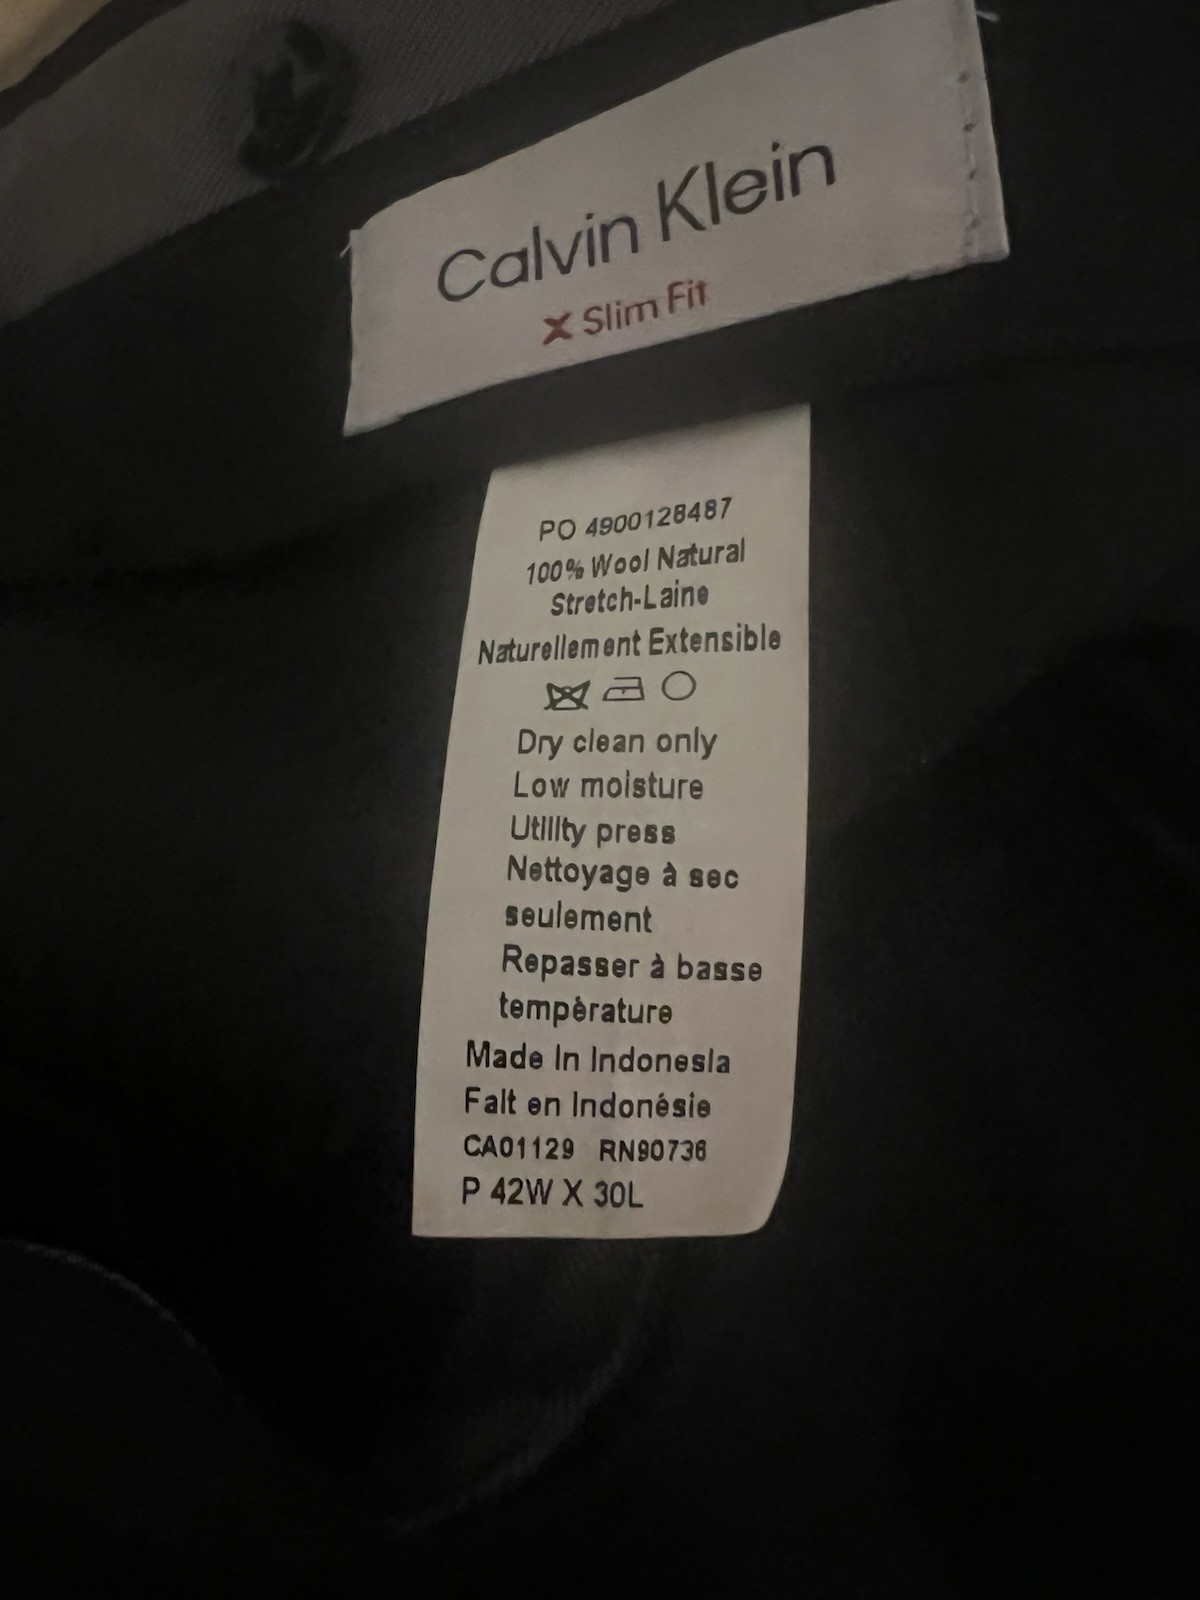 Calvin Klein
X Slim Fit
PO 4900128487
100% Wool Natural
Stretch-Laine
Naturellement Extensible
Dry clean only
Low moisture
Utility press
Nettoyage à sec
seulement
Repasser à basse
température
Made In Indonesia
Fait en Indonésie
CA01129 RN90736
P 42W X 30L